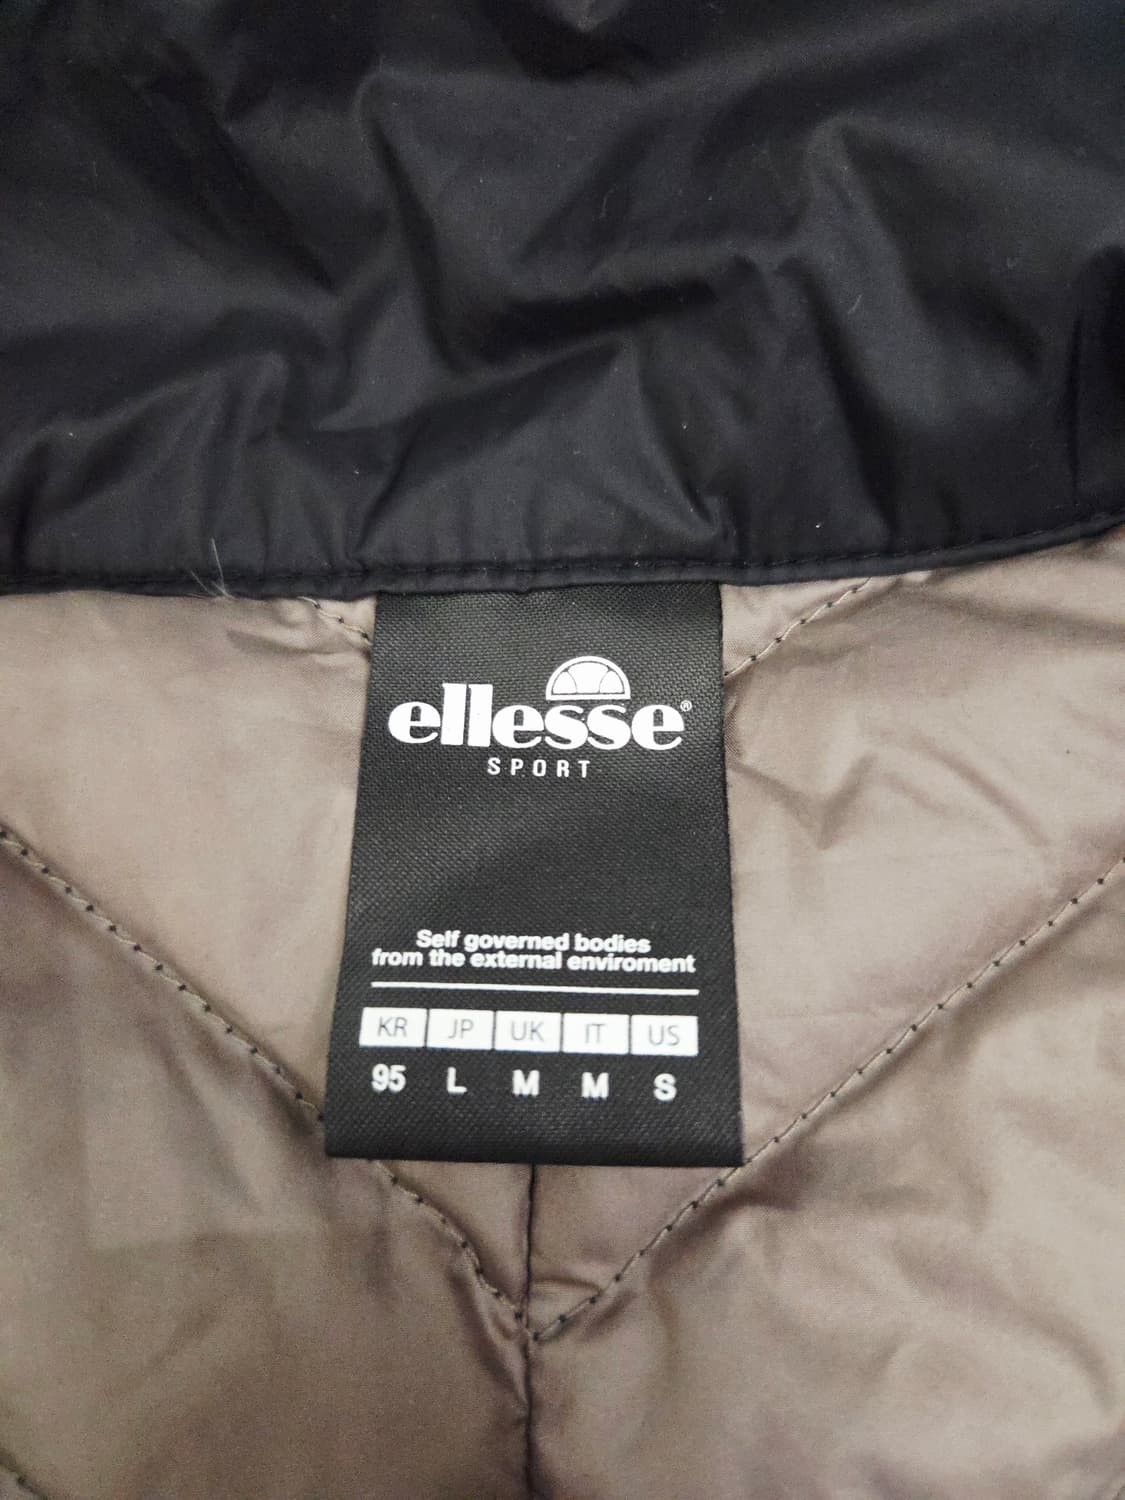 ellesse®
SPORT
Self governed bodies
from the external enviroment
KR JP UK IT US
95 L M M S